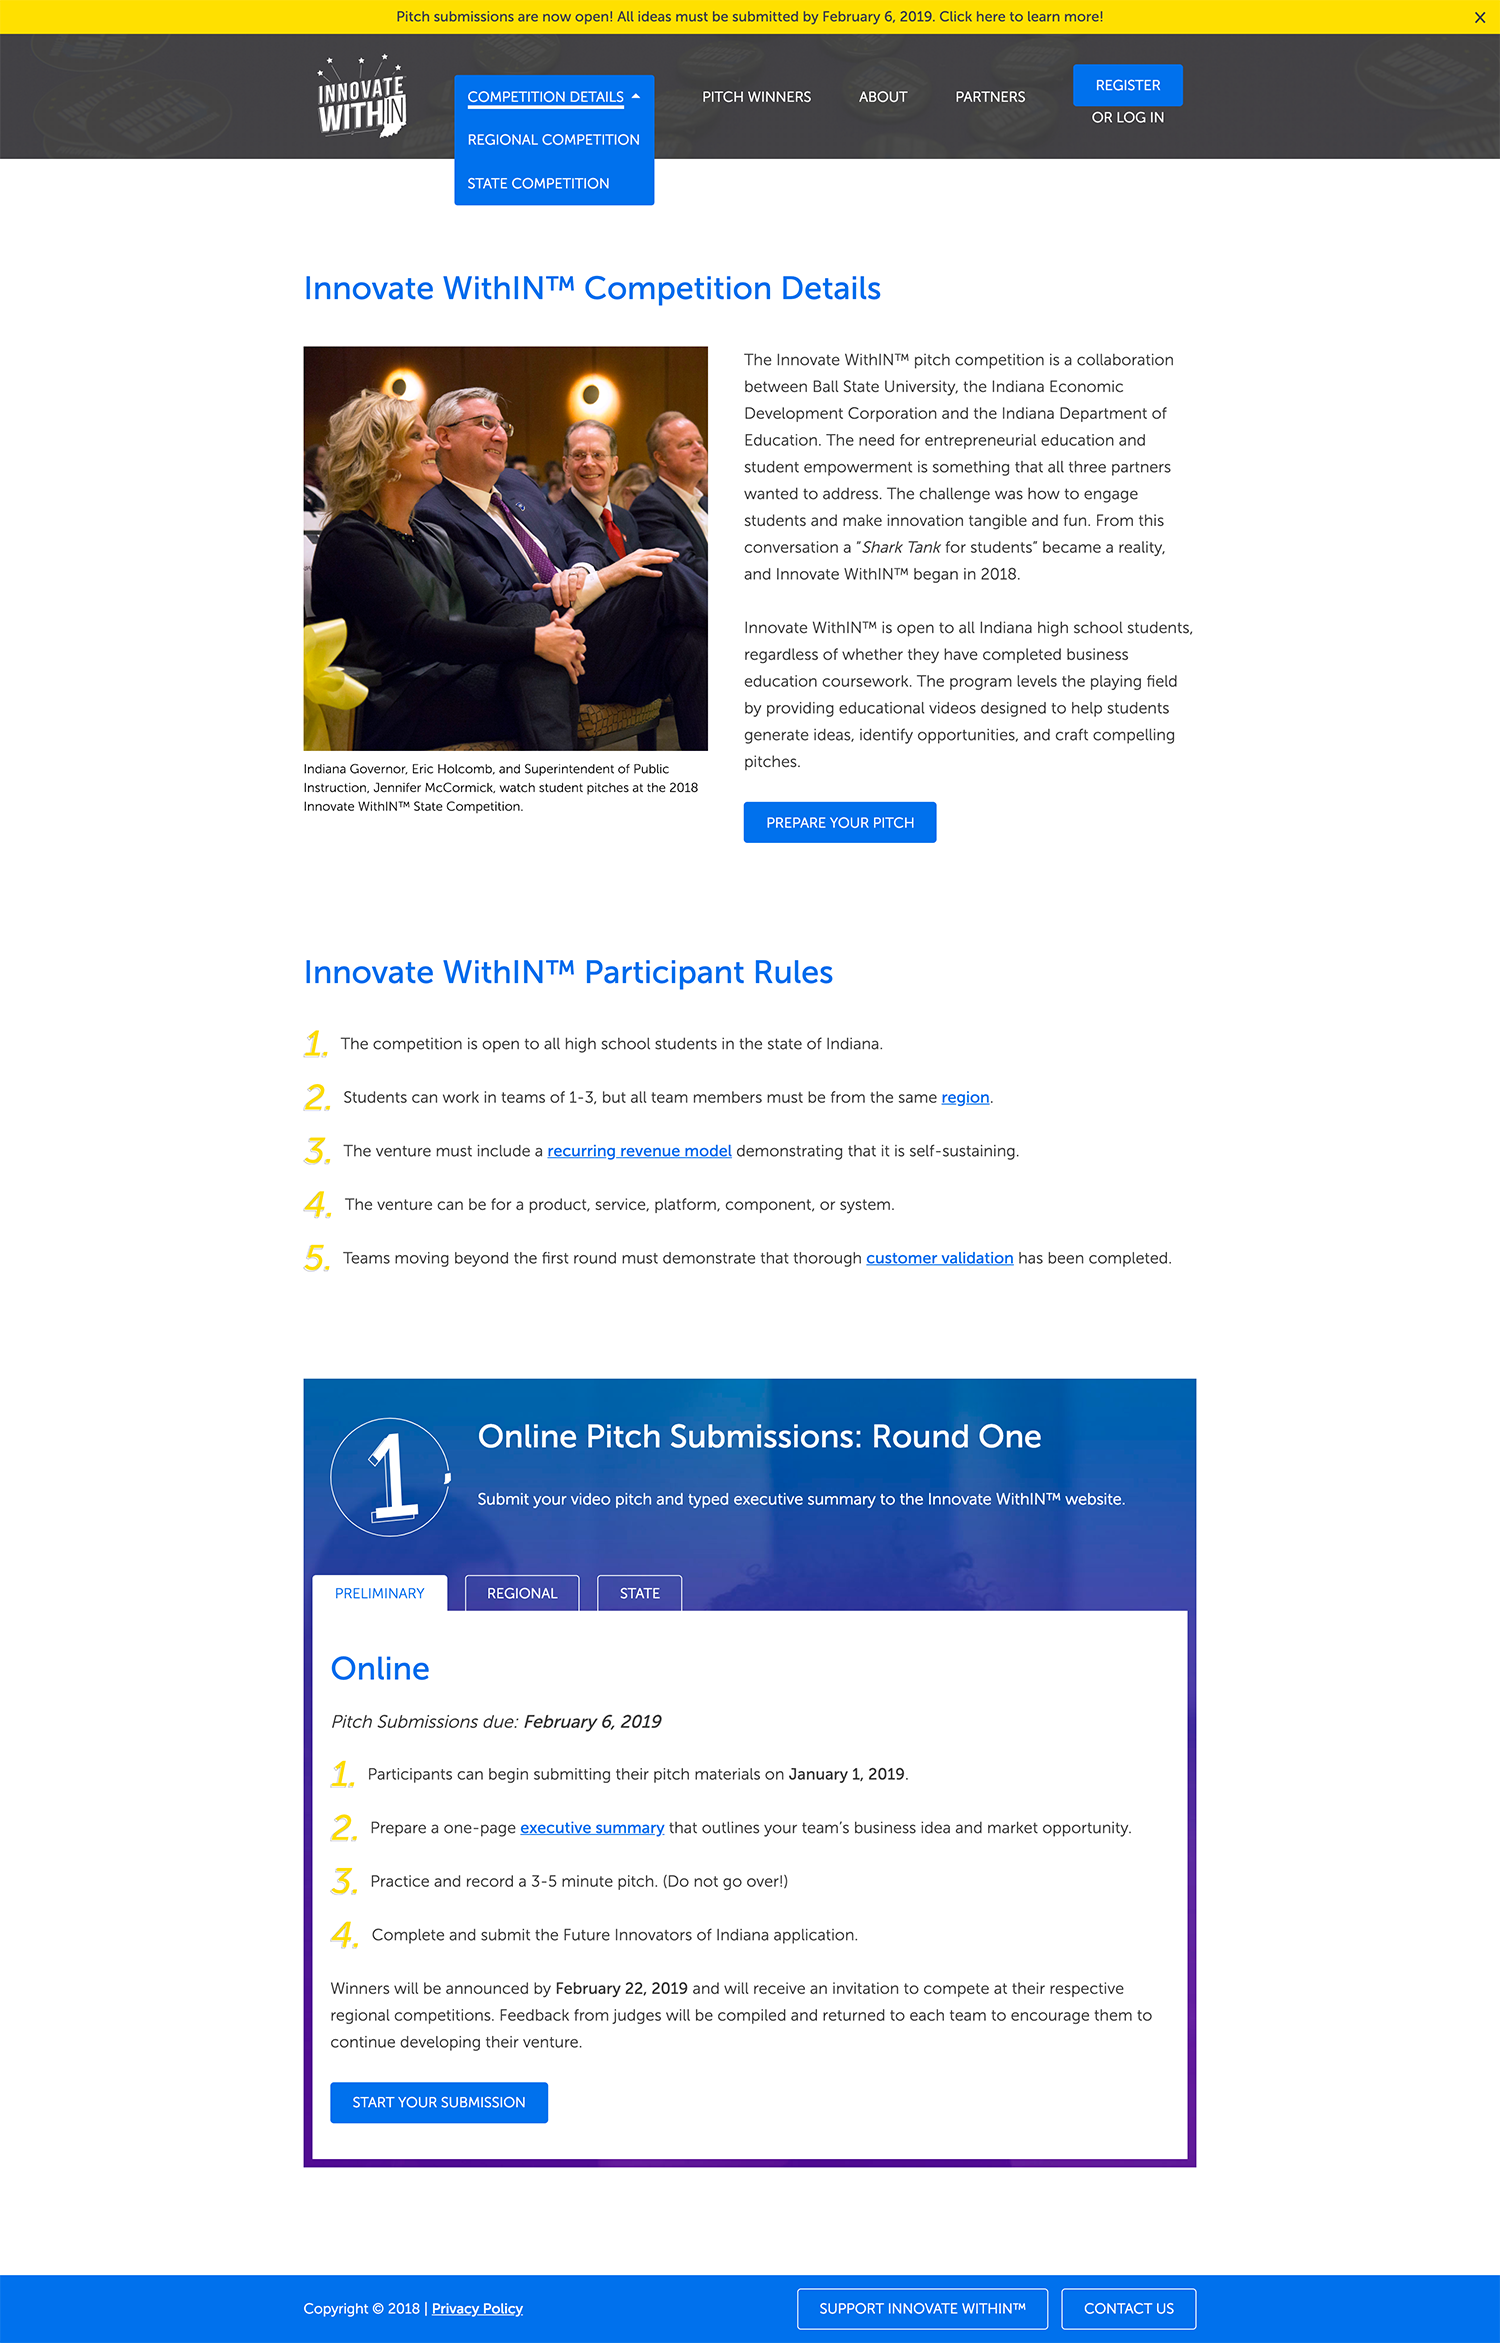 Pitch submissions are now open! All ideas must be submitted by February 6, 2019. Click here to learn more!
X
INNOVATE
WITHIN
COMPETITION DETAILS
REGIONAL COMPETITION
STATE COMPETITION
PITCH WINNERS
ABOUT
PARTNERS
REGISTER
OR LOG IN
Innovate WithIN™ Competition Details
The Innovate WithIN™ pitch competition is a collaboration
between Ball State University, the Indiana Economic
Development Corporation and the Indiana Department of
Education. The need for entrepreneurial education and
student empowerment is something that all three partners
wanted to address. The challenge was how to engage
students and make innovation tangible and fun. From this
conversation a “Shark Tank for students” became a reality,
and Innovate WithIN™ began in 2018.
Innovate WithIN™ is open to all Indiana high school students,
regardless of whether they have completed business
education coursework. The program levels the playing field
by providing educational videos designed to help students
generate ideas, identify opportunities, and craft compelling
pitches.
Indiana Governor, Eric Holcomb, and Superintendent of Public
Instruction, Jennifer McCormick, watch student pitches at the 2018
Innovate WithIN™ State Competition.
PREPARE YOUR PITCH
Innovate WithIN™ Participant Rules
1. The competition is open to all high school students in the state of Indiana.
2. Students can work in teams of 1-3, but all team members must be from the same region.
3. The venture must include a recurring revenue model demonstrating that it is self-sustaining.
4. The venture can be for a product, service, platform, component, or system.
5. Teams moving beyond the first round must demonstrate that thorough customer validation has been completed.
1
Online Pitch Submissions: Round One
Submit your video pitch and typed executive summary to the Innovate WithIN™ website.
PRELIMINARY
REGIONAL
STATE
Online
Pitch Submissions due: February 6, 2019
1. Participants can begin submitting their pitch materials on January 1, 2019.
2. Prepare a one-page executive summary that outlines your team’s business idea and market opportunity.
3. Practice and record a 3-5 minute pitch. (Do not go over!)
4. Complete and submit the Future Innovators of Indiana application.
Winners will be announced by February 22, 2019 and will receive an invitation to compete at their respective
regional competitions. Feedback from judges will be compiled and returned to each team to encourage them to
continue developing their venture.
START YOUR SUBMISSION
Copyright © 2018 | Privacy Policy
SUPPORT INNOVATE WITHIN™
CONTACT US